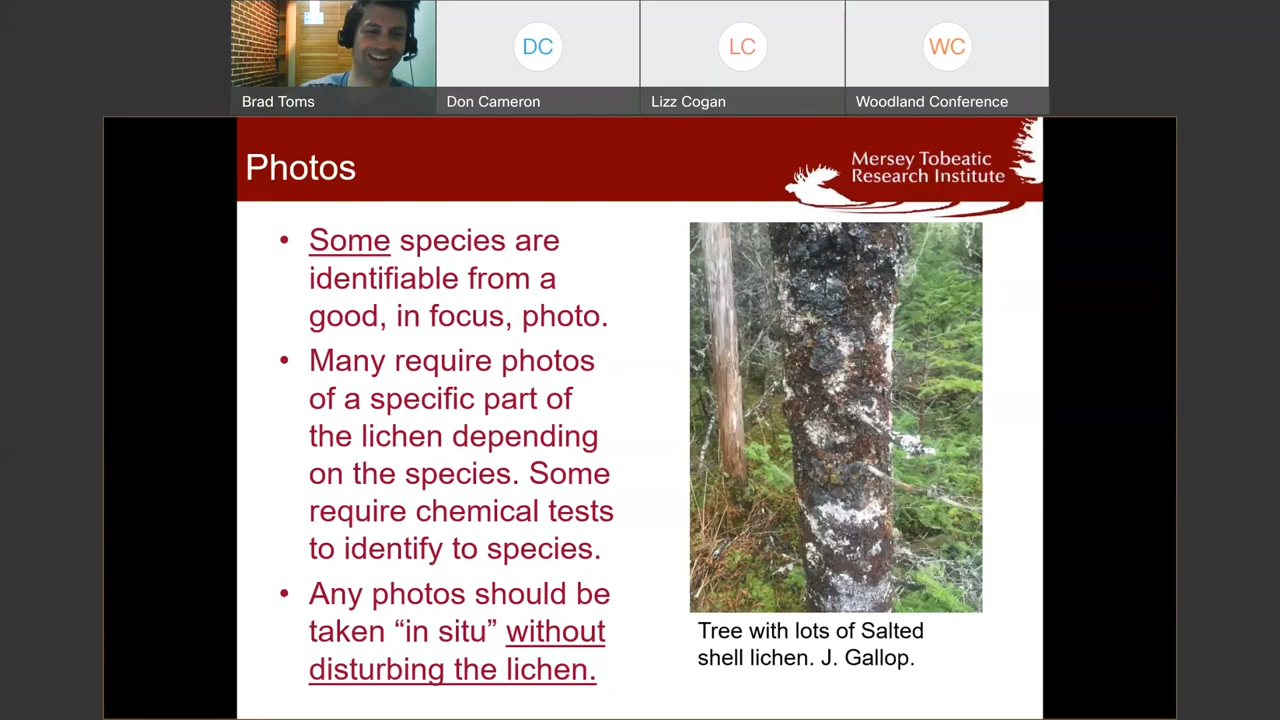 DC
LC
WC
Brad Toms
Don Cameron
Lizz Cogan
Woodland Conference
Photos
Mersey Tobeatic
Research Institute
• Some species are
identifiable from a
good, in focus, photo.
• Many require photos
of a specific part of
the lichen depending
on the species. Some
require chemical tests
to identify to species.
• Any photos should be
taken “in situ” without
disturbing the lichen.
Tree with lots of Salted
shell lichen. J. Gallop.